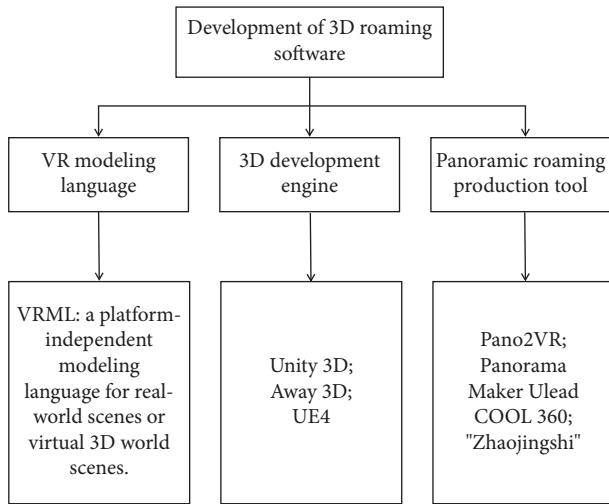 Development of 3D roaming
software
VR modeling
language
3D development
engine
Panoramic roaming
production tool
VRML: a platform-
independent
modeling
language for real-
world scenes or
virtual 3D world
scenes.
Unity 3D;
Away 3D;
UE4
Pano2VR;
Panorama
Maker Ulead
COOL 360;
"Zhaojingshi"